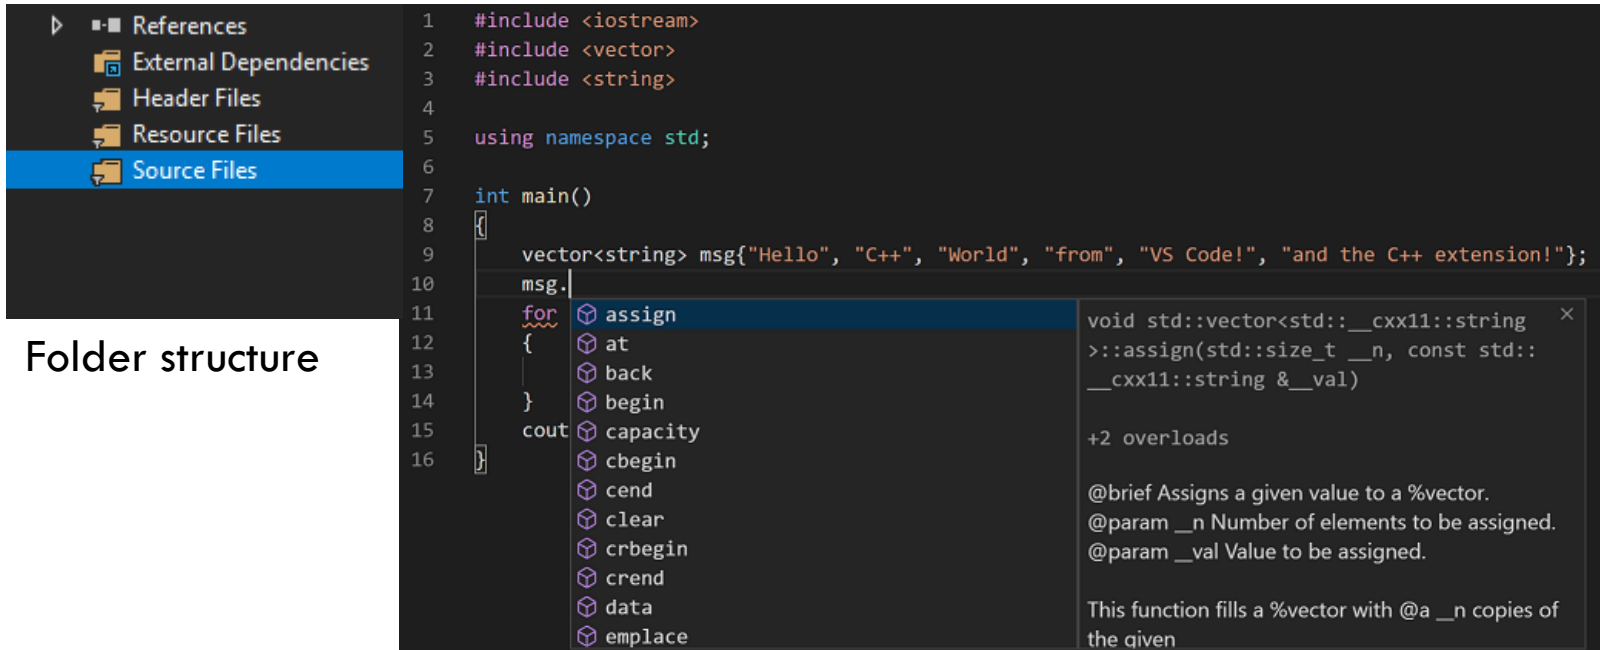 References
External Dependencies
Header Files
Resource Files
Source Files
Folder structure
1 #include <iostream>
2 #include <vector>
3 #include <string>
4
5 using namespace std;
6
7 int main()
8 {
9 vector<string> msg{"Hello", "C++", "World", "from", "VS Code!", "and the C++ extension!"};
10 msg.
11 for
12 {
13
14 }
15 cout
16 }
assign
at
back
begin
capacity
cbegin
cend
clear
crbegin
crend
data
emplace
void std::vector<std::__cxx11::string
>::assign(std::size_t __n, const std::
__cxx11::string &__val)
+2 overloads
@brief Assigns a given value to a %vector.
@param __n Number of elements to be assigned.
@param __val Value to be assigned.
This function fills a %vector with @a __n copies of
the given